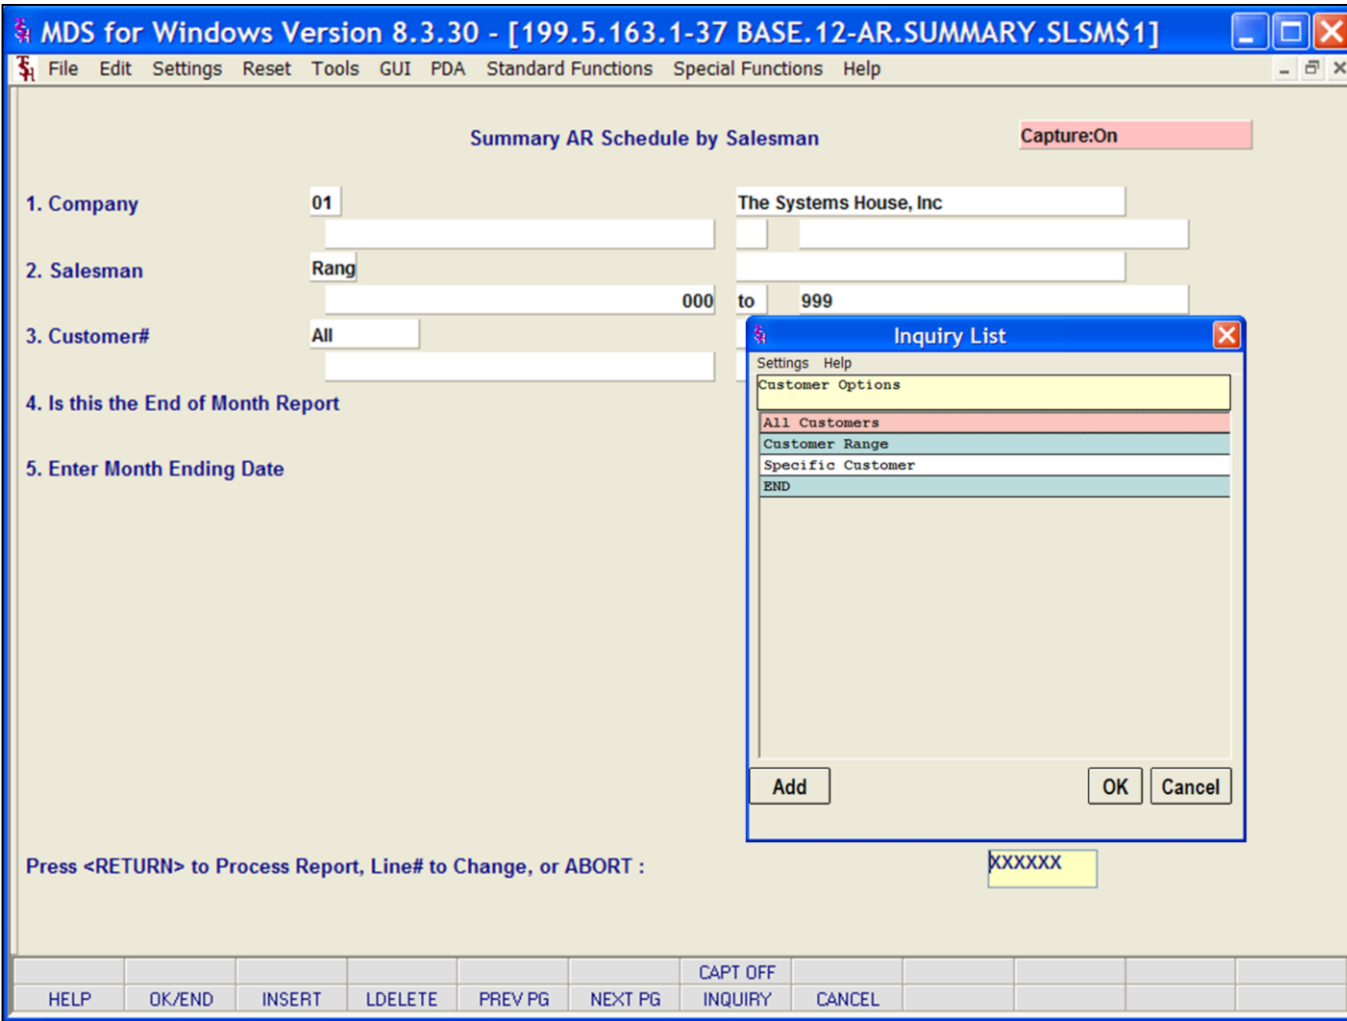 MDS for Windows Version 8.3.30 - [199.5.163.1-37 BASE.12-AR.SUMMARY.SLSM$1]
File Edit Settings Reset Tools GUI PDA Standard Functions Special Functions Help
Summary AR Schedule by Salesman
Capture:On
1. Company 01 The Systems House, Inc
2. Salesman Rang
000 to 999
3. Customer# All
4. Is this the End of Month Report
5. Enter Month Ending Date
Inquiry List
Settings Help
Customer Options
All Customers
Customer Range
Specific Customer
END
Add OK Cancel
Press <RETURN> to Process Report, Line# to Change, or ABORT : XXXXXX
CAPT OFF
HELP OK/END INSERT LDELETE PREV PG NEXT PG INQUIRY CANCEL